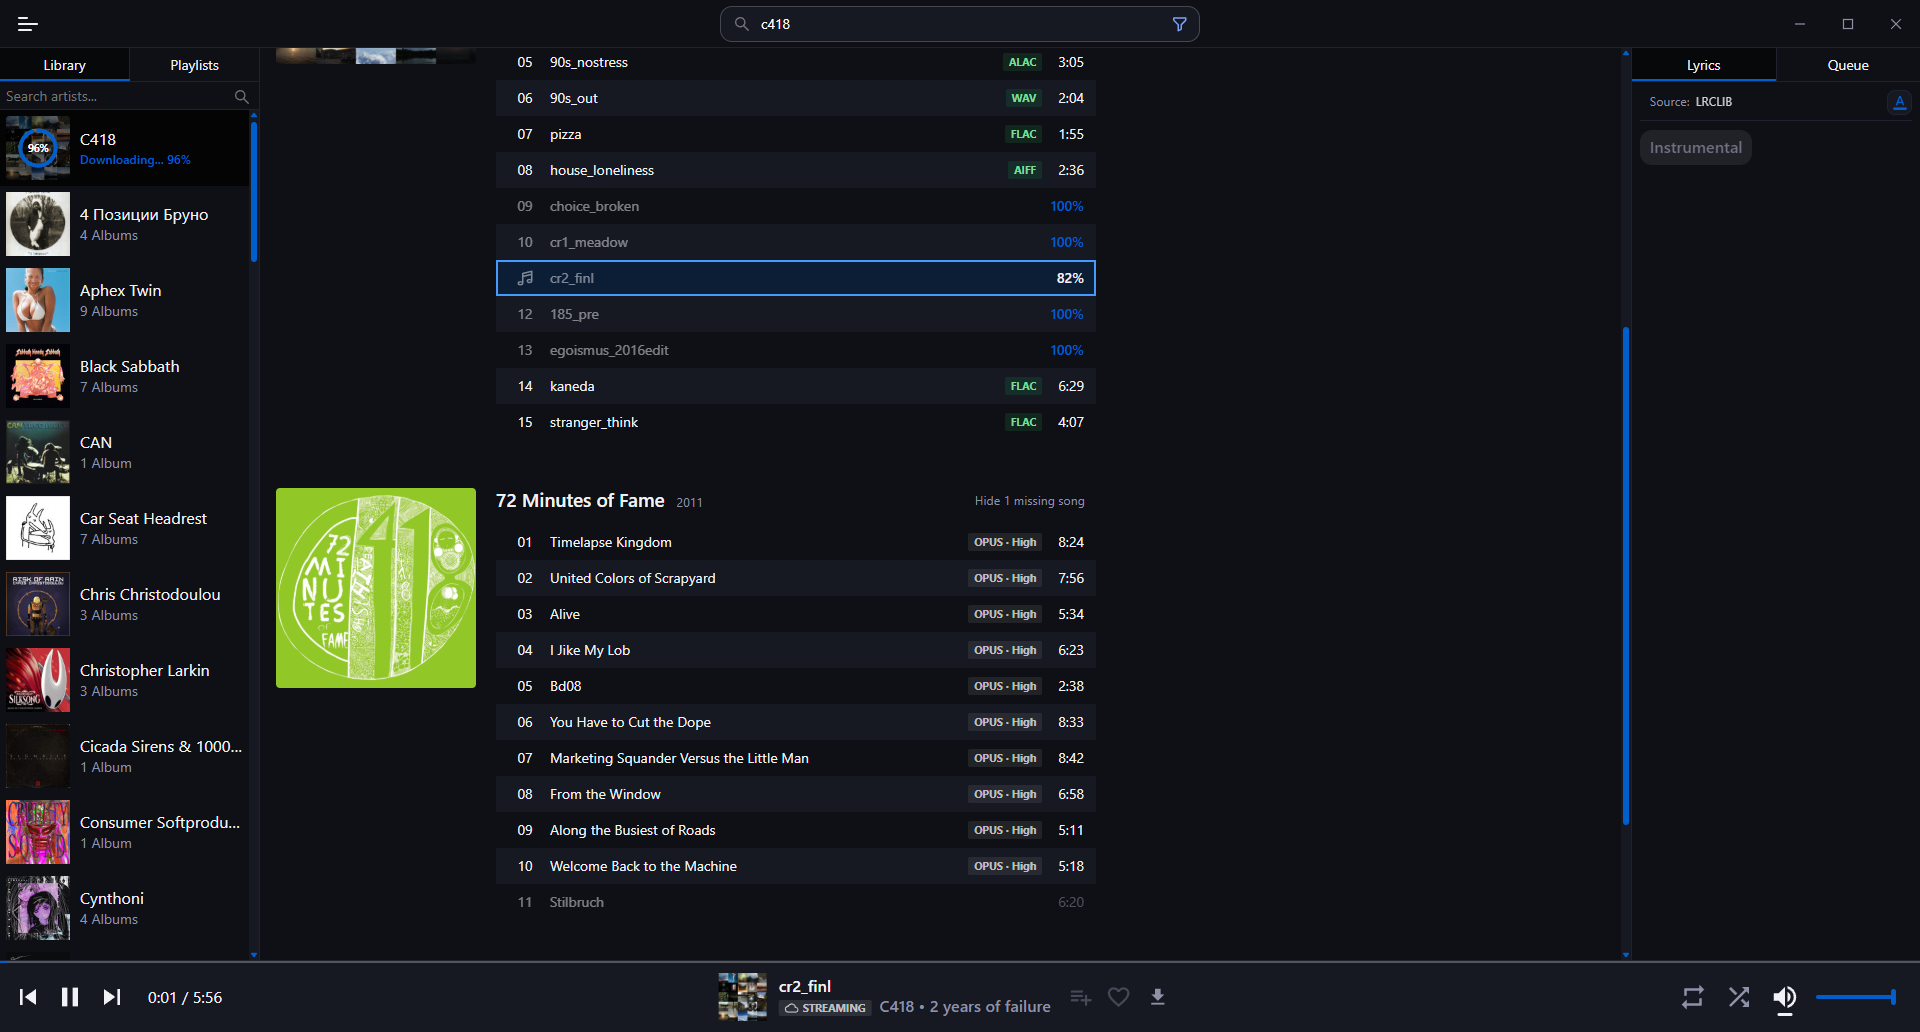 c418
Library
Playlists
Search artists...
96%
C418
Downloading... 96%
4 Позиции Бруно
4 Albums
Aphex Twin
9 Albums
Black Sabbath
7 Albums
CAN
1 Album
Car Seat Headrest
7 Albums
Chris Christodoulou
3 Albums
Christopher Larkin
3 Albums
Cicada Sirens & 1000...
1 Album
Consumer Softprodu...
1 Album
Cynthoni
4 Albums
05 90s_nostress ALAC 3:05
06 90s_out WAV 2:04
07 pizza FLAC 1:55
08 house_loneliness AIFF 2:36
09 choice_broken 100%
10 cr1_meadow 100%
cr2_finl 82%
12 185_pre 100%
13 egoismus_2016edit 100%
14 kaneda FLAC 6:29
15 stranger_think FLAC 4:07
72 MINUTES of FAME
72 Minutes of Fame 2011 Hide 1 missing song
01 Timelapse Kingdom OPUS · High 8:24
02 United Colors of Scrapyard OPUS · High 7:56
03 Alive OPUS · High 5:34
04 I Jike My Lob OPUS · High 6:23
05 Bd08 OPUS · High 2:38
06 You Have to Cut the Dope OPUS · High 8:33
07 Marketing Squander Versus the Little Man OPUS · High 8:42
08 From the Window OPUS · High 6:58
09 Along the Busiest of Roads OPUS · High 5:11
10 Welcome Back to the Machine OPUS · High 5:18
11 Stilbruch 6:20
Lyrics
Queue
Source: LRCLIB
A
Instrumental
0:01 / 5:56
cr2_finl
STREAMING C418 • 2 years of failure